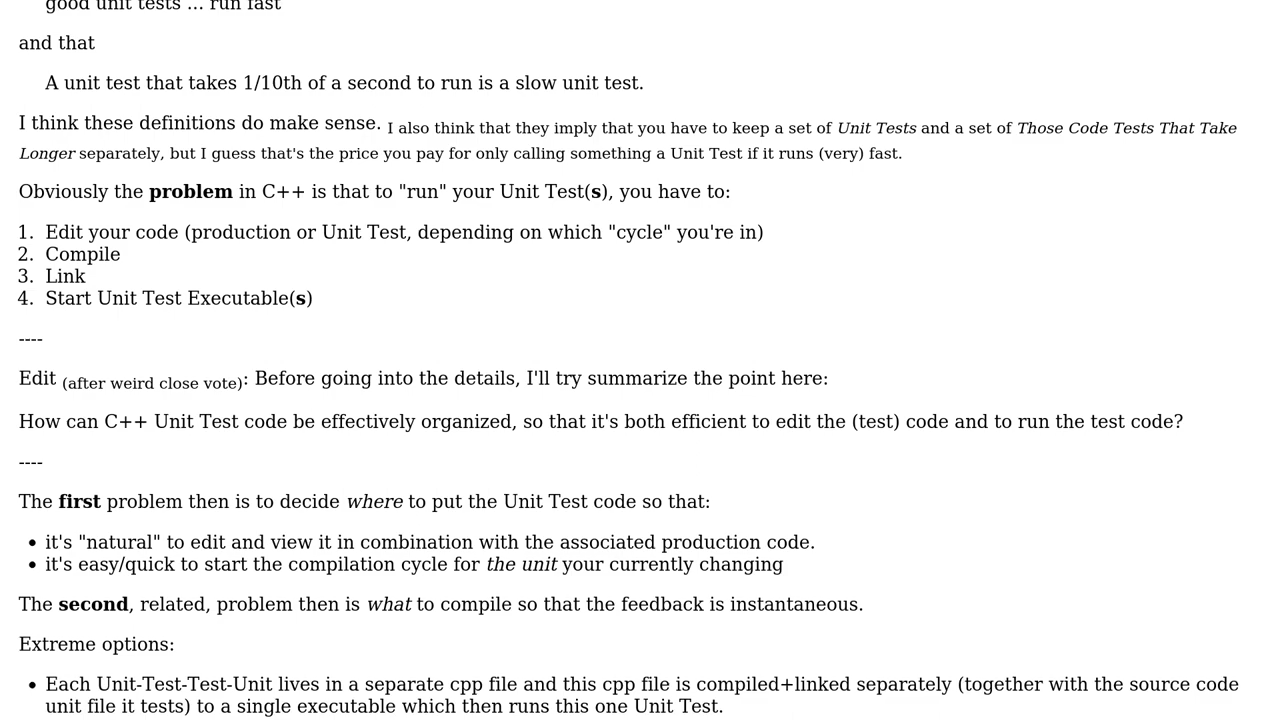 good unit tests ... run fast
and that
A unit test that takes 1/10th of a second to run is a slow unit test.
I think these definitions do make sense. I also think that they imply that you have to keep a set of Unit Tests and a set of Those Code Tests That Take
Longer separately, but I guess that's the price you pay for only calling something a Unit Test if it runs (very) fast.
Obviously the problem in C++ is that to "run" your Unit Test(s), you have to:
1. Edit your code (production or Unit Test, depending on which "cycle" you're in)
2. Compile
3. Link
4. Start Unit Test Executable(s)
----
Edit (after weird close vote): Before going into the details, I'll try summarize the point here:
How can C++ Unit Test code be effectively organized, so that it's both efficient to edit the (test) code and to run the test code?
----
The first problem then is to decide where to put the Unit Test code so that:
• it's "natural" to edit and view it in combination with the associated production code.
• it's easy/quick to start the compilation cycle for the unit your currently changing
The second, related, problem then is what to compile so that the feedback is instantaneous.
Extreme options:
• Each Unit-Test-Test-Unit lives in a separate cpp file and this cpp file is compiled+linked separately (together with the source code
unit file it tests) to a single executable which then runs this one Unit Test.